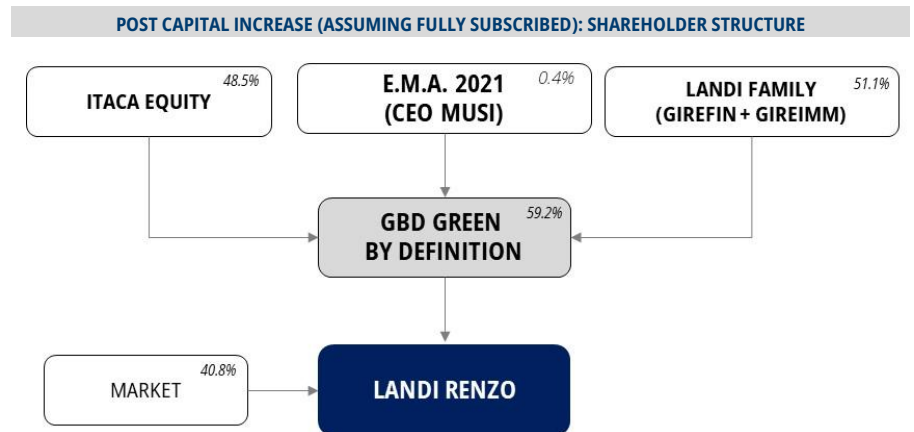 POST CAPITAL INCREASE (ASSUMING FULLY SUBSCRIBED): SHAREHOLDER STRUCTURE
48.5%
ITACA EQUITY
0.4%
E.M.A. 2021
(CEO MUSI)
51.1%
LANDI FAMILY
(GIREFIN + GIREIMM)
59.2%
GBD GREEN
BY DEFINITION
40.8%
MARKET
LANDI RENZO